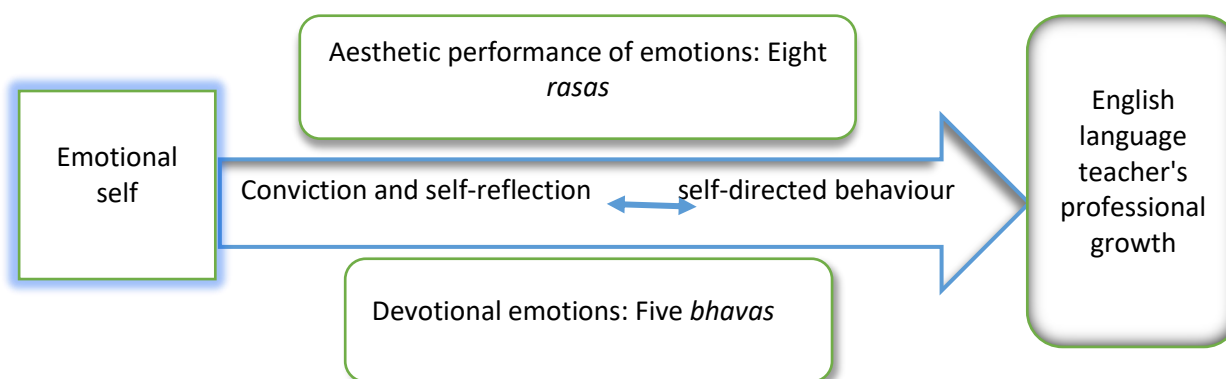 Aesthetic performance of emotions: Eight
rasas
Emotional
self
Conviction and self-reflection self-directed behaviour
Devotional emotions: Five bhavas
English
language
teacher's
professional
growth